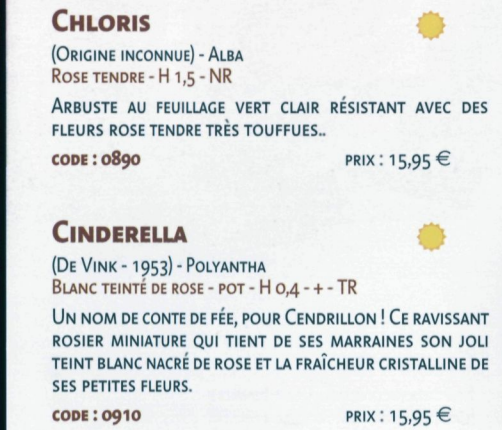 Chloris
(Origine inconnue) - Alba
Rose tendre - H 1,5 - NR
Arbuste au feuillage vert clair résistant avec des
fleurs rose tendre très touffues..
code : 0890 prix : 15,95 €
Cinderella
(De Vink - 1953) - Polyantha
Blanc teinté de rose - pot - H 0,4 - + - TR
Un nom de conte de fée, pour Cendrillon ! Ce ravissant
rosier miniature qui tient de ses marraines son joli
teint blanc nacré de rose et la fraîcheur cristalline de
ses petites fleurs.
code : 0910 prix : 15,95 €